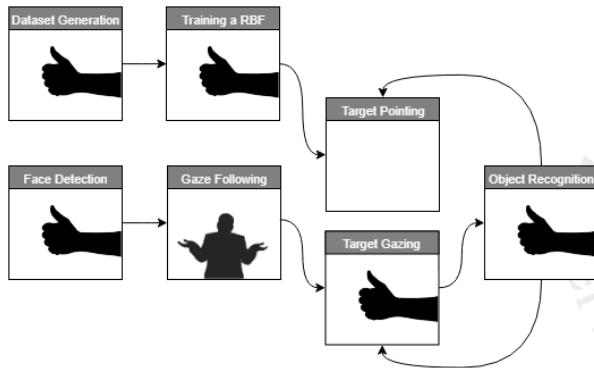 Dataset Generation
Training a RBF
Target Pointing
Face Detection
Gaze Following
Object Recognition
Target Gazing